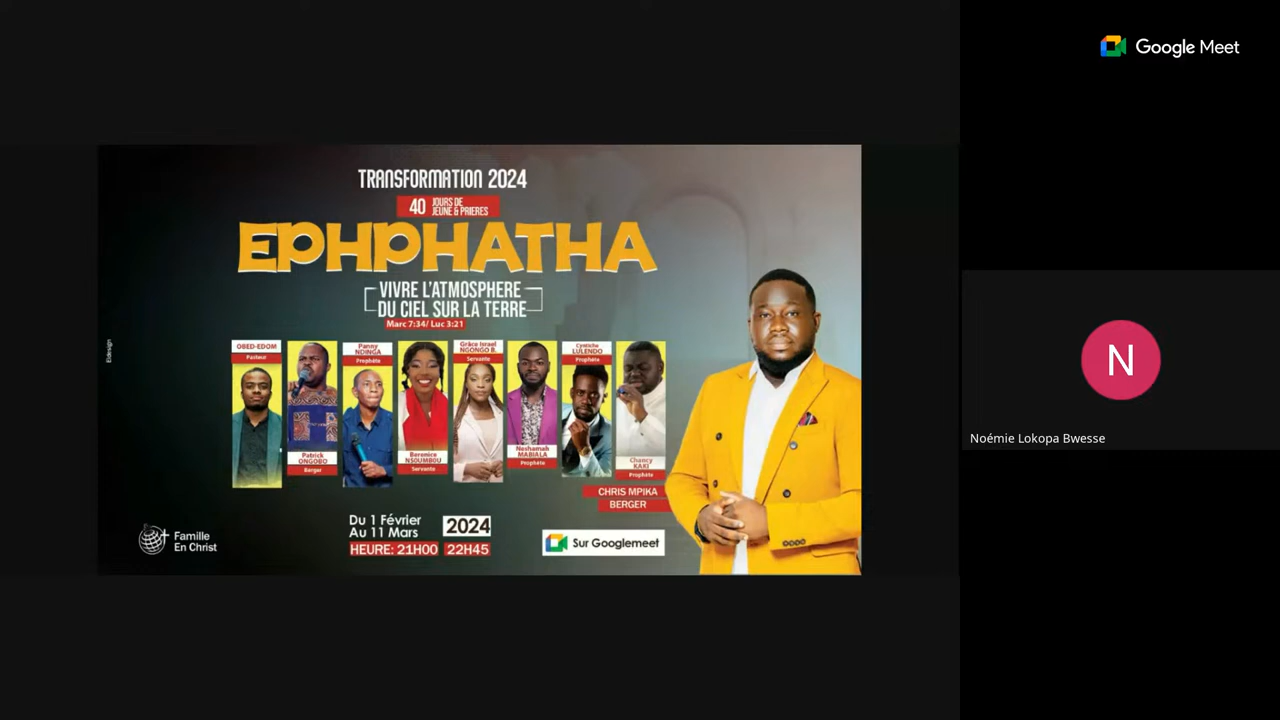 Google Meet
TRANSFORMATION 2024
40 JOURS DE
JEUNE & PRIERES
EPHPHATHA
VIVRE L'ATMOSPHERE
DU CIEL SUR LA TERRE
Marc 7:34/ Luc 3:21
OBED-EDOM
Pasteur
Patrick
ONGOBO
Berger
Panny
NDINGA
Prophète
Berenice
NSOUMBOU
Servante
Grâce Israel
NGONGO B.
Servante
Neshamah
MABIALA
Prophète
Cyntiche
LULENDO
Prophète
Chancy
KAKI
Prophète
CHRIS MPIKA
BERGER
Edesign
Famille
En Christ
Du 1 Février
Au 11 Mars
2024
HEURE: 21H00
22H45
Sur Googlemeet
N
Noémie Lokopa Bwesse